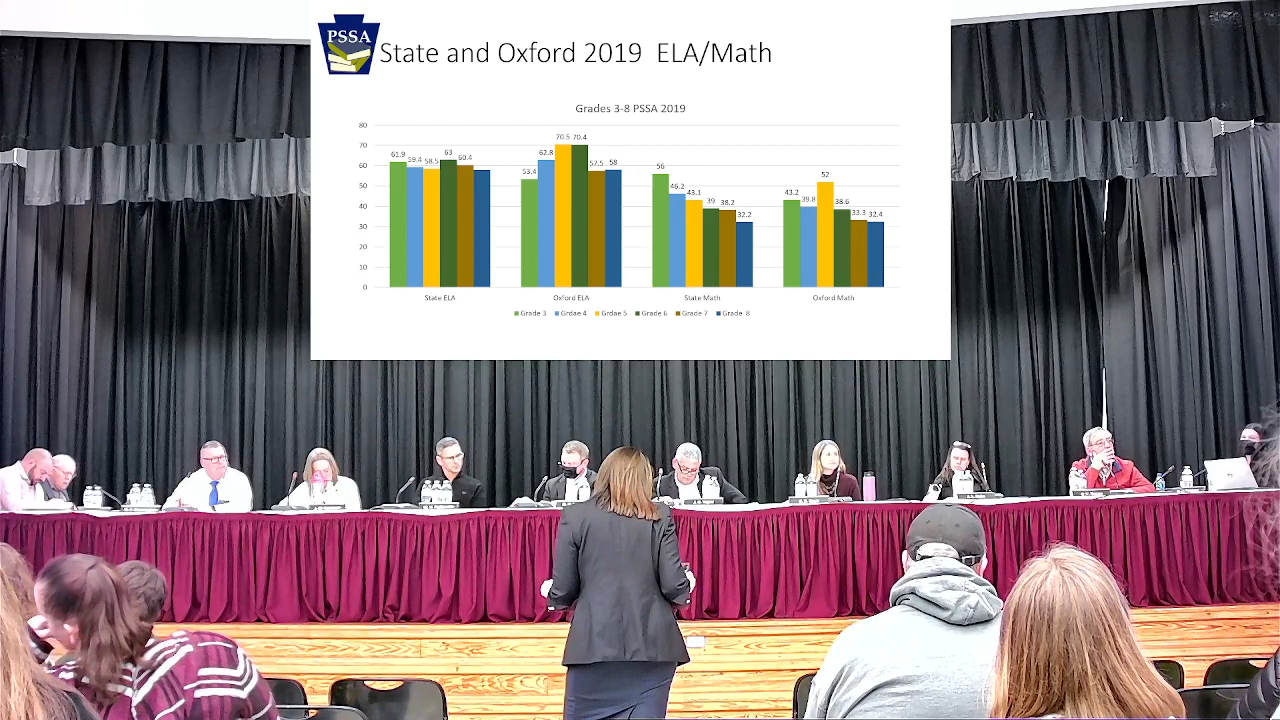 PSSA
State and Oxford 2019 ELA/Math
Grades 3-8 PSSA 2019
80
70
60
50
40
30
20
10
0
61.9 59.4 58.5 63 60.4
53.4 62.8 70.5 70.4 57.5 58
56 46.2 43.1 39 38.2 32.2
43.2 39.8 52 38.6 33.3 32.4
State ELA Oxford ELA State Math Oxford Math
Grade 3 Grdae 4 Grdae 5 Grade 6 Grade 7 Grade 8